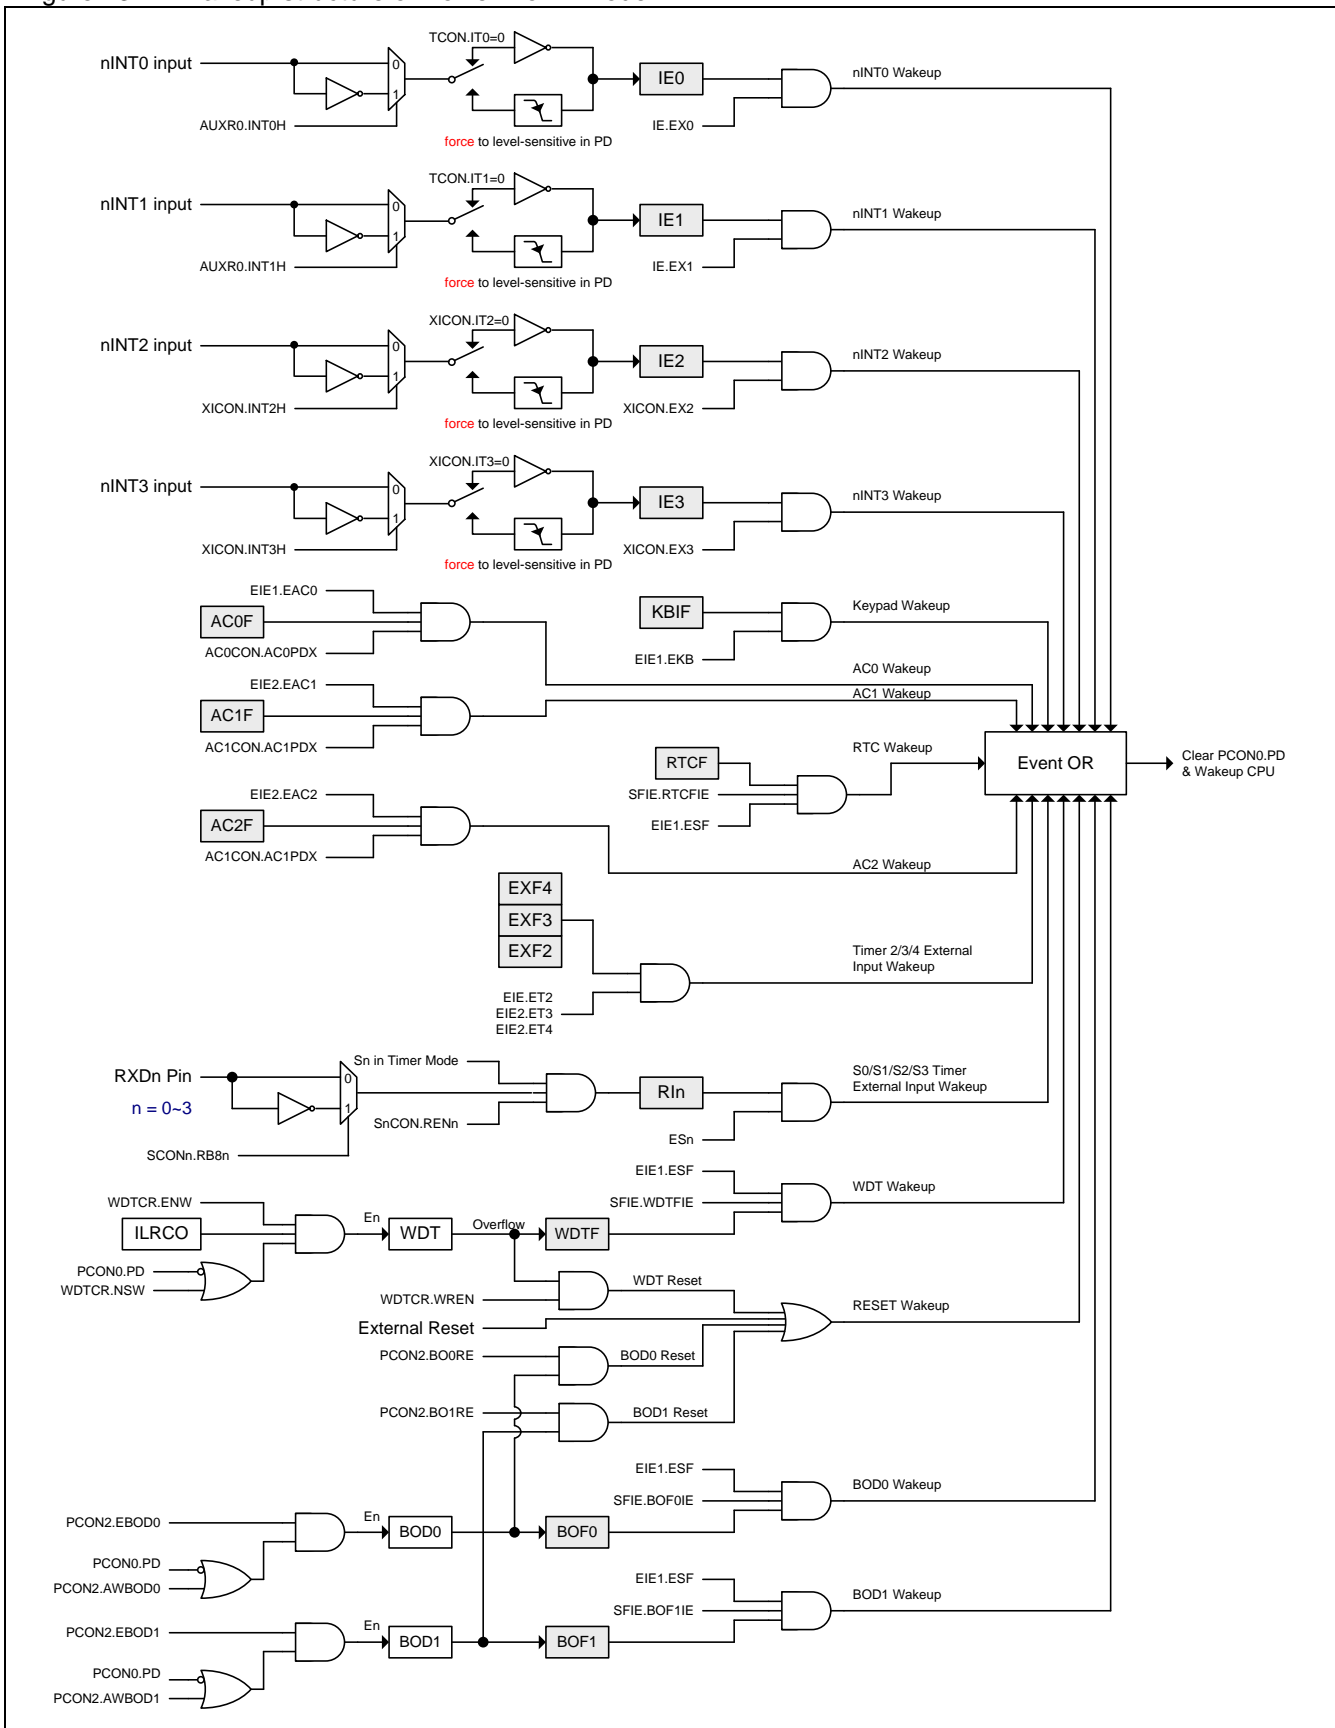 TCON.IT0=0
nINT0 input
0
1
IE0
nINT0 Wakeup
AUXR0.INT0H
IE.EX0
force to level-sensitive in PD
TCON.IT1=0
nINT1 input
0
1
IE1
nINT1 Wakeup
AUXR0.INT1H
IE.EX1
force to level-sensitive in PD
XICON.IT2=0
nINT2 input
0
1
IE2
nINT2 Wakeup
XICON.INT2H
XICON.EX2
force to level-sensitive in PD
XICON.IT3=0
nINT3 input
0
1
IE3
nINT3 Wakeup
XICON.INT3H
XICON.EX3
force to level-sensitive in PD
EIE1.EAC0
AC0F
AC0CON.AC0PDX
KBIF
Keypad Wakeup
EIE1.EKB
AC0 Wakeup
EIE2.EAC1
AC1F
AC1CON.AC1PDX
AC1 Wakeup
RTCF
SFIE.RTCFIE
EIE1.ESF
RTC Wakeup
Event OR
Clear PCON0.PD
& Wakeup CPU
EIE2.EAC2
AC2F
AC1CON.AC1PDX
AC2 Wakeup
EXF4
EXF3
EXF2
EIE.ET2
EIE2.ET3
EIE2.ET4
Timer 2/3/4 External
Input Wakeup
Sn in Timer Mode
RXDn Pin
n = 0~3
0
1
SnCON.RENn
SCONn.RB8n
RIn
ESn
S0/S1/S2/S3 Timer
External Input Wakeup
EIE1.ESF
SFIE.WDTFIE
WDT Wakeup
WDTCR.ENW
ILRCO
PCON0.PD
WDTCR.NSW
En
WDT
Overflow
WDTF
WDTCR.WREN
WDT Reset
External Reset
RESET Wakeup
PCON2.BO0RE
BOD0 Reset
PCON2.BO1RE
BOD1 Reset
EIE1.ESF
SFIE.BOF0IE
BOD0 Wakeup
PCON2.EBOD0
PCON0.PD
PCON2.AWBOD0
En
BOD0
BOF0
EIE1.ESF
SFIE.BOF1IE
BOD1 Wakeup
PCON2.EBOD1
PCON0.PD
PCON2.AWBOD1
En
BOD1
BOF1